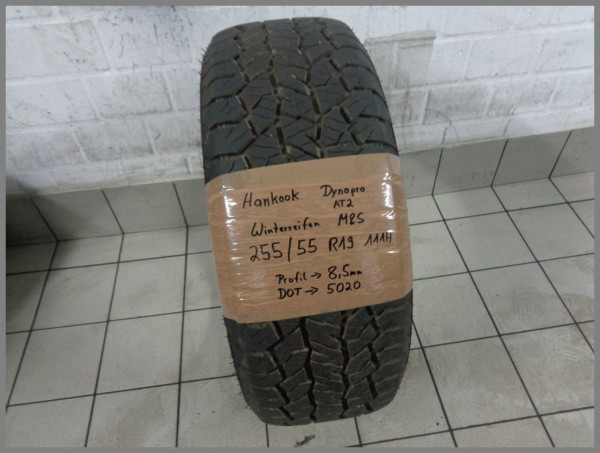 Hankook Dynapro
AT2
Winterreifen M&S
255/55 R19 111H
Profil → 8,5mm
DOT → 5020